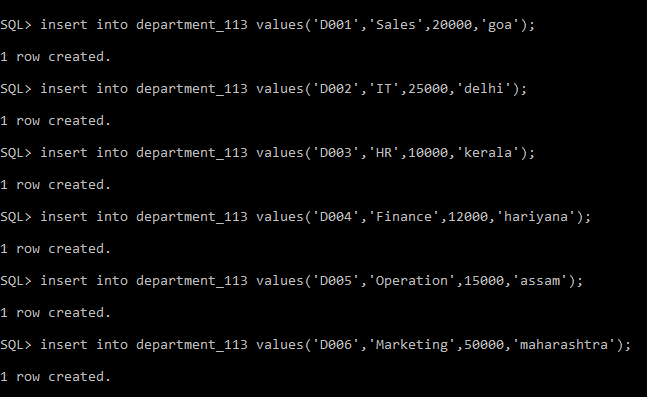 SQL> insert into department_113 values('D001','Sales',20000,'goa');
1 row created.
SQL> insert into department_113 values('D002','IT',25000,'delhi');
1 row created.
SQL> insert into department_113 values('D003','HR',10000,'kerala');
1 row created.
SQL> insert into department_113 values('D004','Finance',12000,'hariyana');
1 row created.
SQL> insert into department_113 values('D005','Operation',15000,'assam');
1 row created.
SQL> insert into department_113 values('D006','Marketing',50000,'maharashtra');
1 row created.